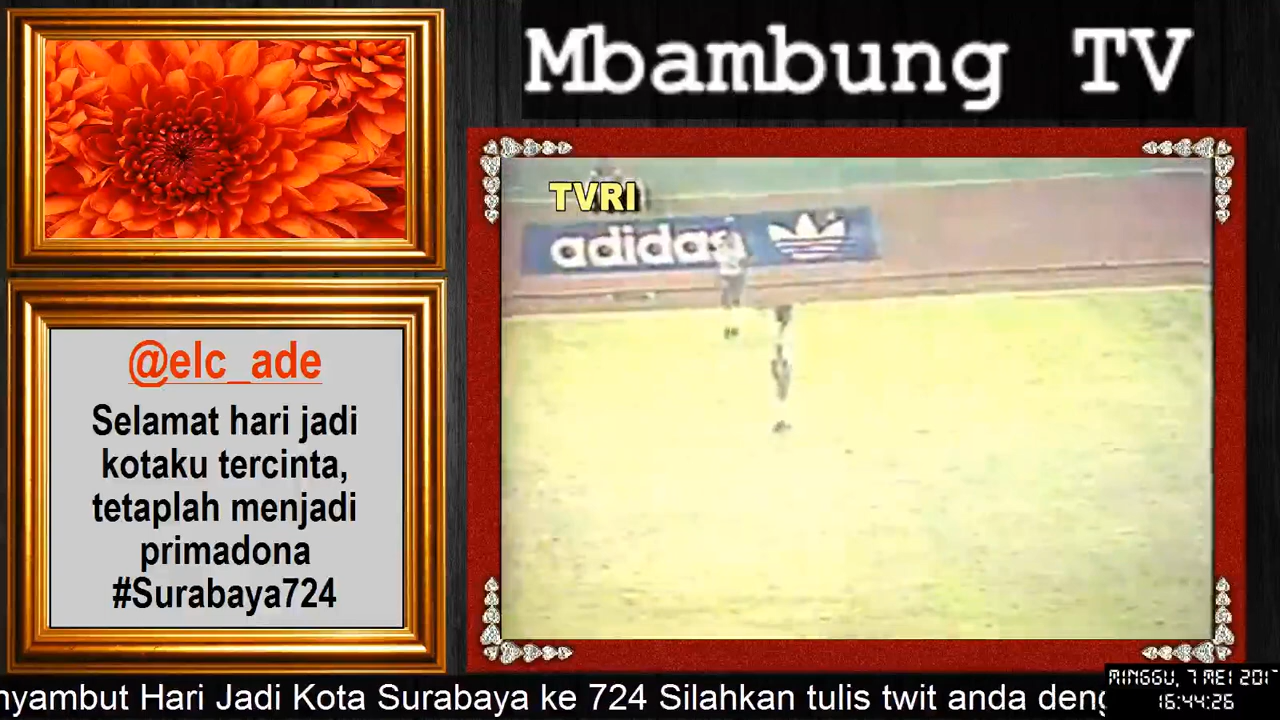 Mbambung TV
TVRI
adidas
@elc_ade
Selamat hari jadi
kotaku tercinta,
tetaplah menjadi
primadona
#Surabaya724
nyambut Hari Jadi Kota Surabaya ke 724 Silahkan tulis twit anda deng
MINGGU, 7 MEI 2017
16:44:26